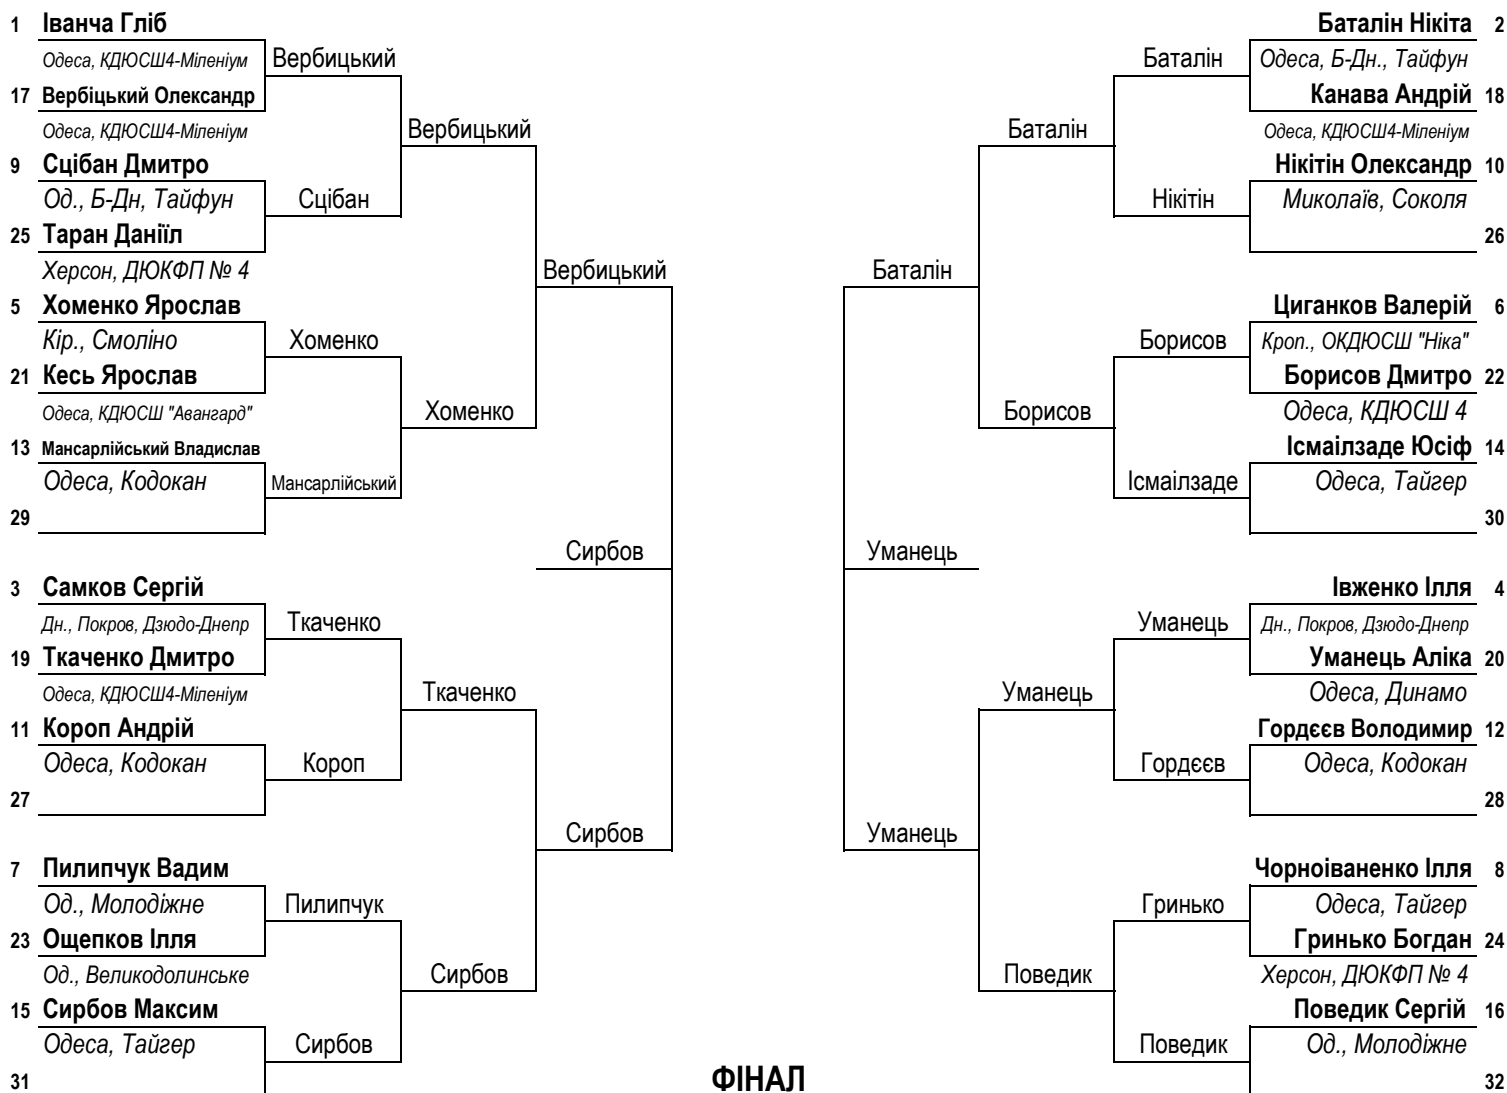 1 Іванча Гліб
Одеса, КДЮСШ4-Міленіум
Вербицький
17 Вербіцький Олександр
Одеса, КДЮСШ4-Міленіум
Вербицький
9 Сцібан Дмитро
Од., Б-Дн, Тайфун
Сцібан
25 Таран Данііл
Херсон, ДЮКФП № 4
Вербицький
5 Хоменко Ярослав
Кір., Смоліно
Хоменко
21 Кесь Ярослав
Одеса, КДЮСШ "Авангард"
Хоменко
13 Мансарлійський Владислав
Одеса, Кодокан
Мансарлійський
29
Сирбов
3 Самков Сергій
Дн., Покров, Дзюдо-Днепр
Ткаченко
19 Ткаченко Дмитро
Одеса, КДЮСШ4-Міленіум
Ткаченко
11 Короп Андрій
Одеса, Кодокан
Короп
27
Сирбов
7 Пилипчук Вадим
Од., Молодіжне
Пилипчук
23 Ощепков Ілля
Од., Великодолинське
Сирбов
15 Сирбов Максим
Одеса, Тайгер
Сирбов
31
Баталін Нікіта 2
Баталін
Одеса, Б-Дн., Тайфун
Канава Андрій 18
Баталін
Одеса, КДЮСШ4-Міленіум
Нікітін Олександр 10
Нікітін
Миколаїв, Соколя
26
Баталін
Циганков Валерій 6
Борисов
Кроп., ОКДЮСШ "Ніка"
Борисов Дмитро 22
Борисов
Одеса, КДЮСШ 4
Ісмаілзаде Юсіф 14
Ісмаілзаде
Одеса, Тайгер
30
Уманець
Івженко Ілля 4
Уманець
Дн., Покров, Дзюдо-Днепр
Уманець Аліка 20
Уманець
Одеса, Динамо
Гордєєв Володимир 12
Гордєєв
Одеса, Кодокан
28
Уманець
Чорноіваненко Ілля 8
Гринько
Одеса, Тайгер
Гринько Богдан 24
Поведик
Херсон, ДЮКФП № 4
Поведик Сергій 16
Поведик
Од., Молодіжне
32
ФІНАЛ